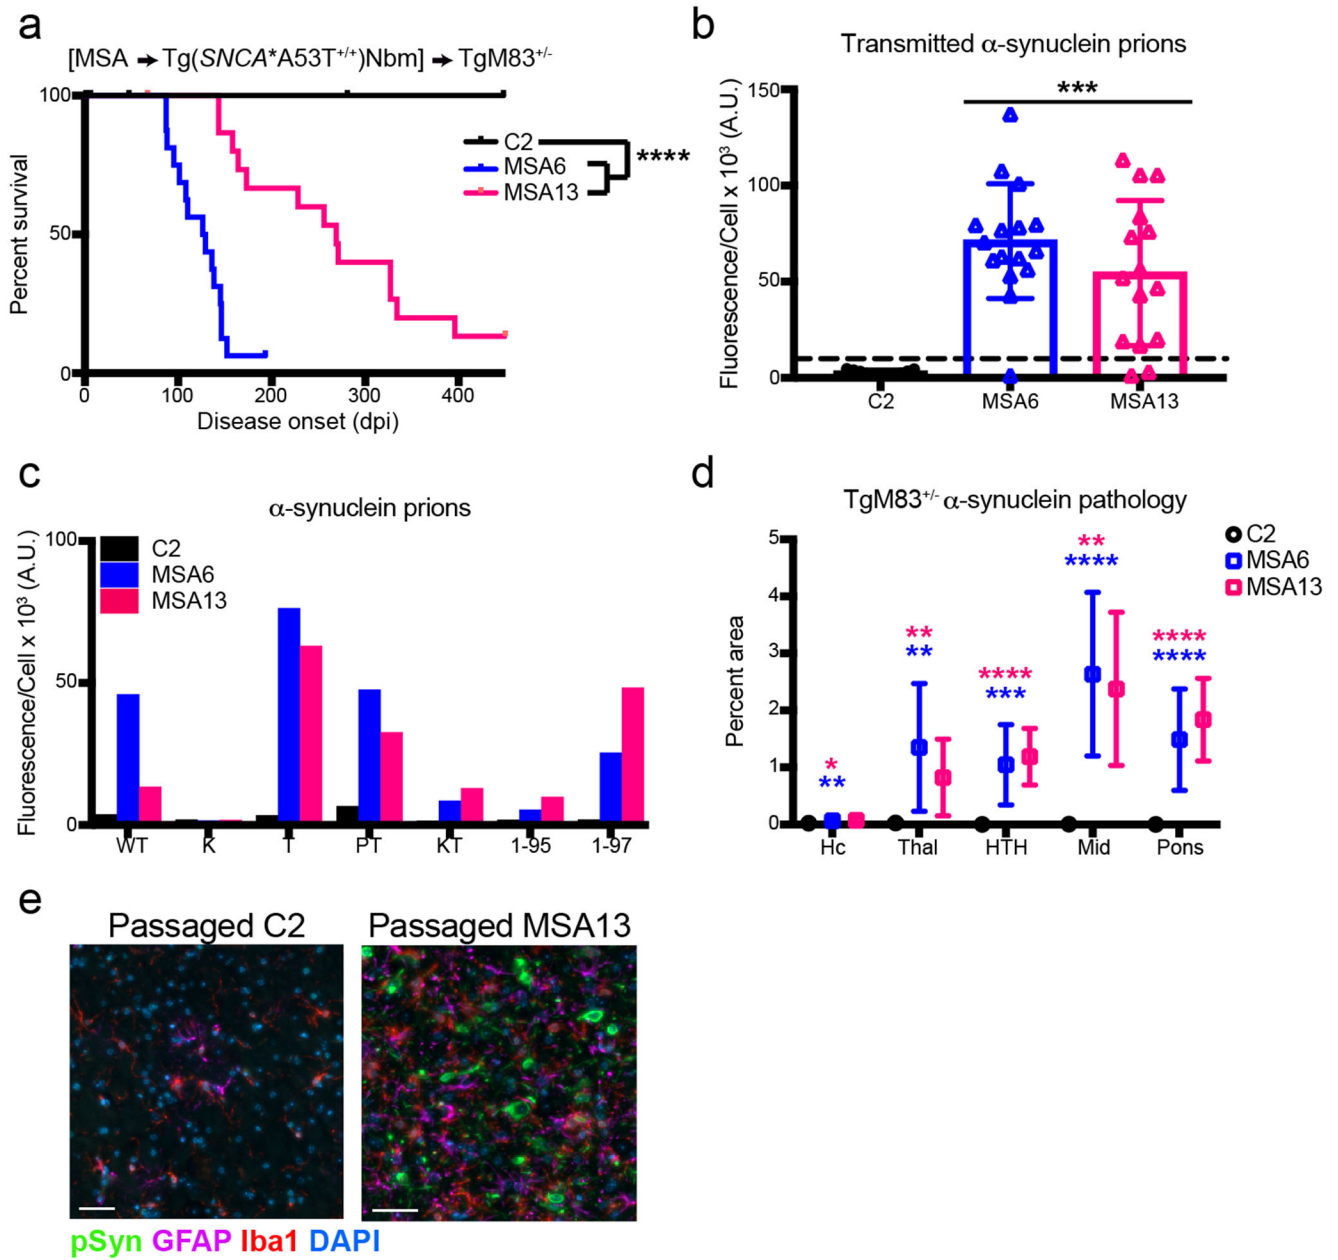 a
[MSA → Tg(SNCA*A53T+/+)Nbm] → TgM83+/-
Percent survival
100
50
0
0 100 200 300 400
Disease onset (dpi)
C2
MSA6
MSA13
****
b
Transmitted α-synuclein prions
Fluorescence/Cell x 10³ (A.U.)
150
100
50
0
***
C2 MSA6 MSA13
c
α-synuclein prions
Fluorescence/Cell x 10³ (A.U.)
100
50
0
C2
MSA6
MSA13
WT K T PT KT 1-95 1-97
d
TgM83+/- α-synuclein pathology
Percent area
5
4
3
2
1
0
C2
MSA6
MSA13
*
**
**
**
****
***
**
****
****
****
Hc Thal HTH Mid Pons
e
Passaged C2 Passaged MSA13
pSyn GFAP Iba1 DAPI